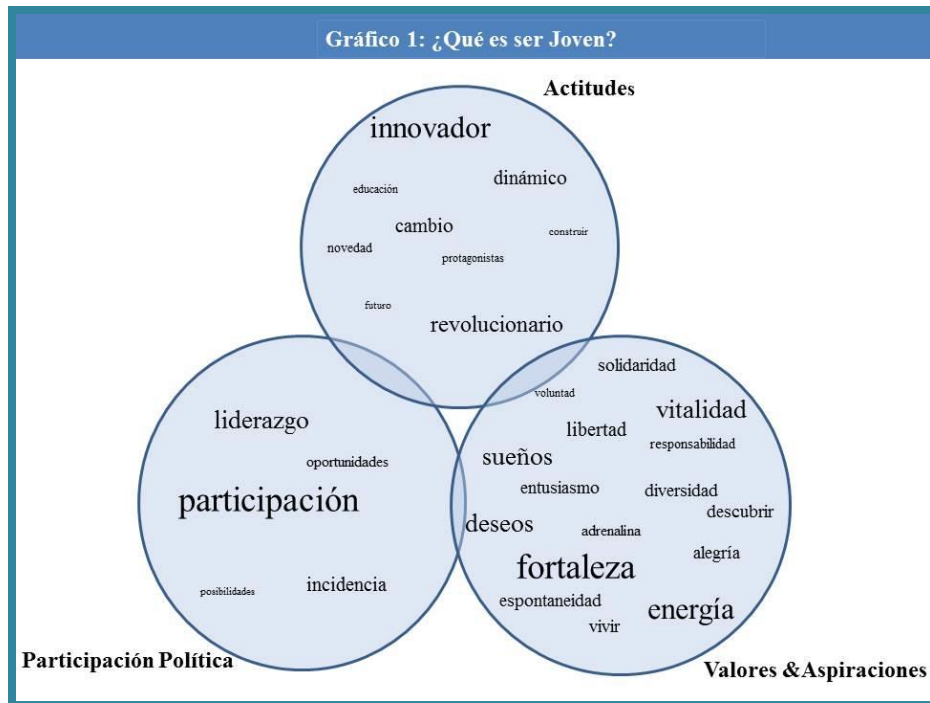 Gráfico 1: ¿Qué es ser Joven?
Actitudes
innovador
dinámico
educación
cambio
construir
novedad
protagonistas
futuro
revolucionario
liderazgo
oportunidades
participación
incidencia
posibilidades
Participación Política
solidaridad
voluntad
vitalidad
libertad
responsabilidad
sueños
entusiasmo
diversidad
descubrir
deseos
adrenalina
alegría
fortaleza
espontaneidad
energía
vivir
Valores &Aspiraciones